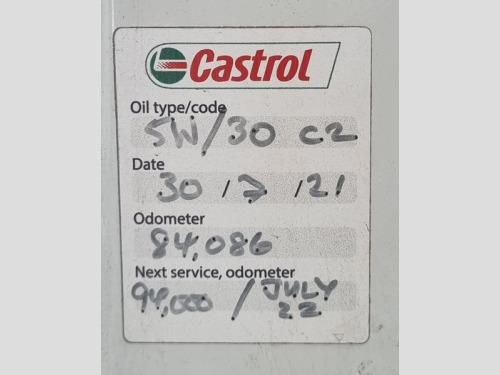 Castrol
Oil type/code
5W/30 C2
Date
30/7/21
Odometer
84,086
Next service, odometer
94,000 / JULY
22